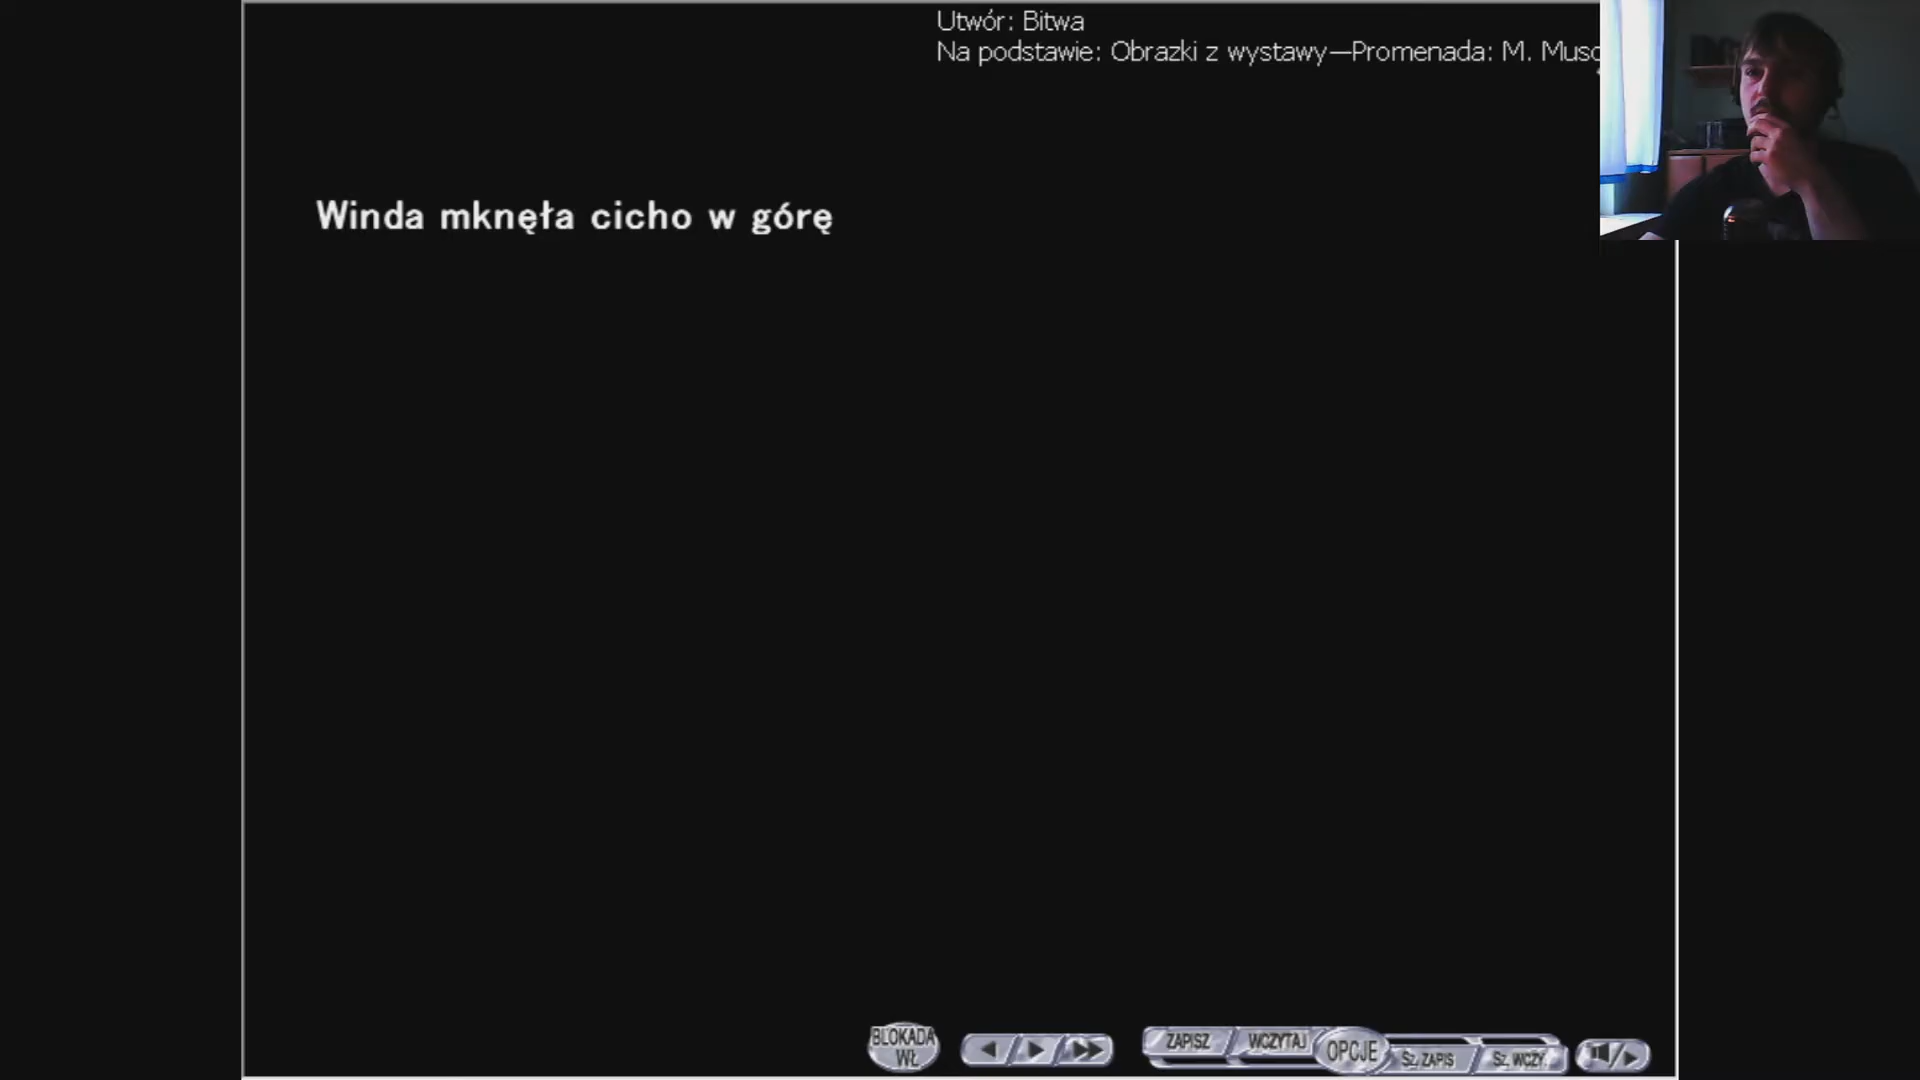 Utwór: Bitwa
Na podstawie: Obrazki z wystawy—Promenada: M.
Winda mknęła cicho w górę
BLOKADA
WŁ
ZAPISZ
WCZYTAJ
OPCJE
Sz. ZAPIS
Sz. WCZY.